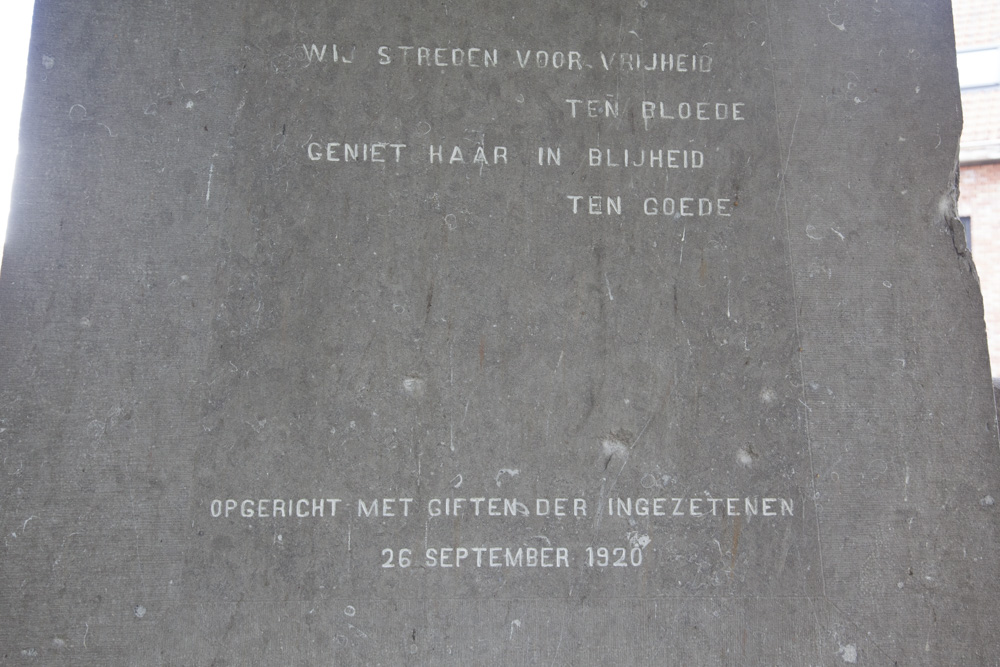 WIJ STREDEN VOOR VRIJHEID
TEN BLOEDE
GENIET HAAR IN BLIJHEID
TEN GOEDE
OPGERICHT MET GIFTEN DER INGEZETENEN
26 SEPTEMBER 1920